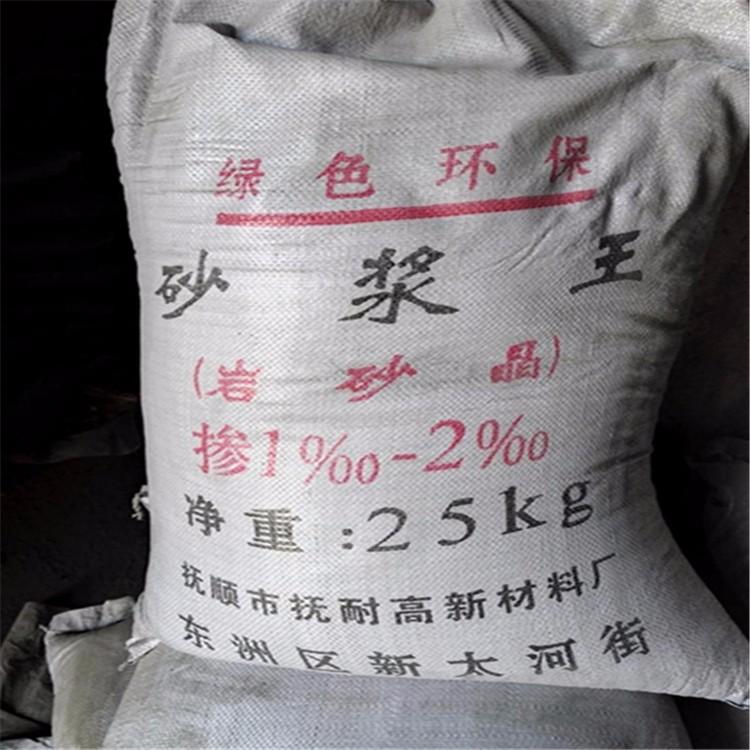 绿色环保
砂浆王
(岩砂晶)
掺1‰-2‰
净重:25kg
抚顺市抚耐高新材料厂
东洲区新太河街